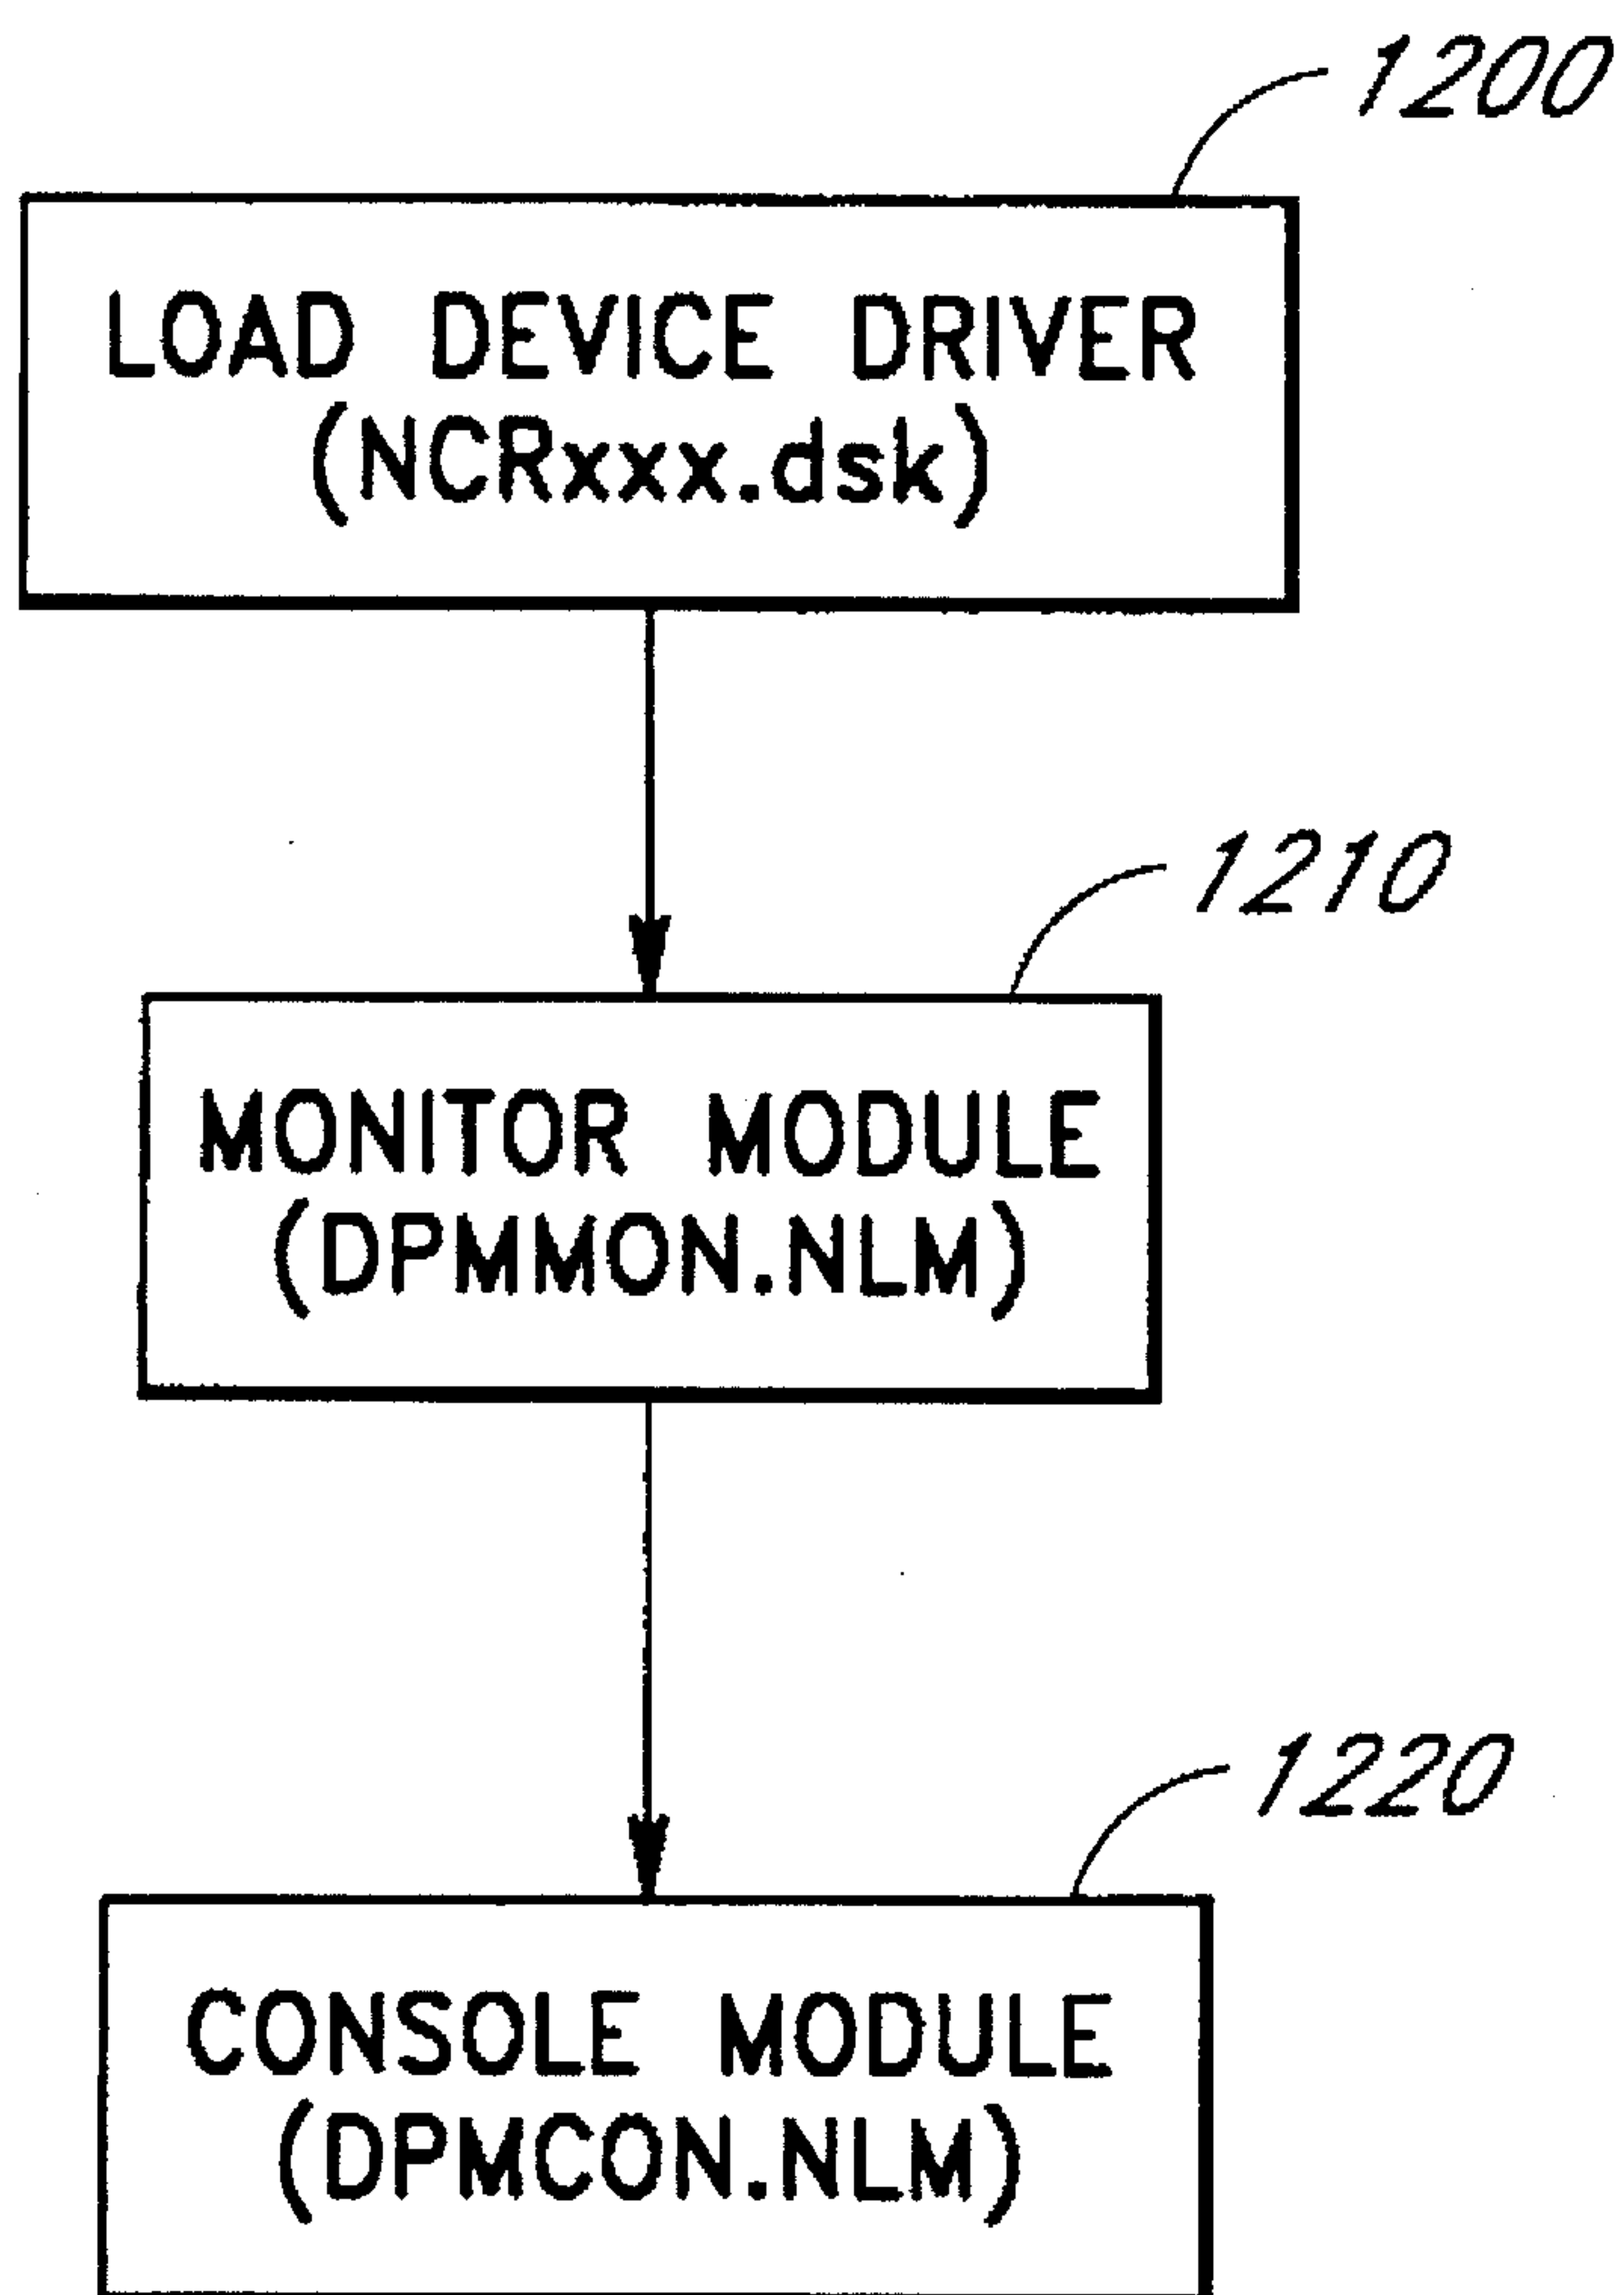 1200
LOAD DEVICE DRIVER
(NCRxxx.dsk)
1210
MONITOR MODULE
(DPMMON.NLM)
1220
CONSOLE MODULE
(DPMCON.NLM)